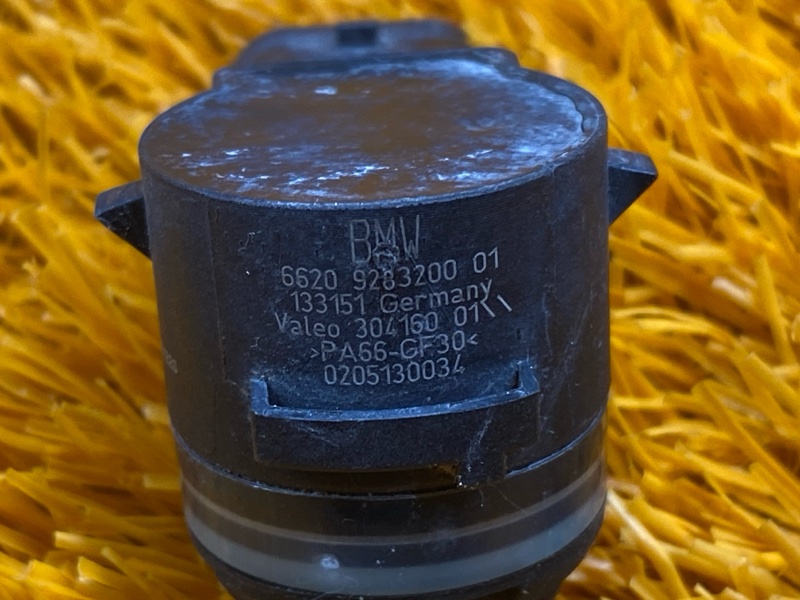 BMW
6620 9283200 01
133151 Germany
Valeo 304160 01\\
>PA66-GF30<
0205130034